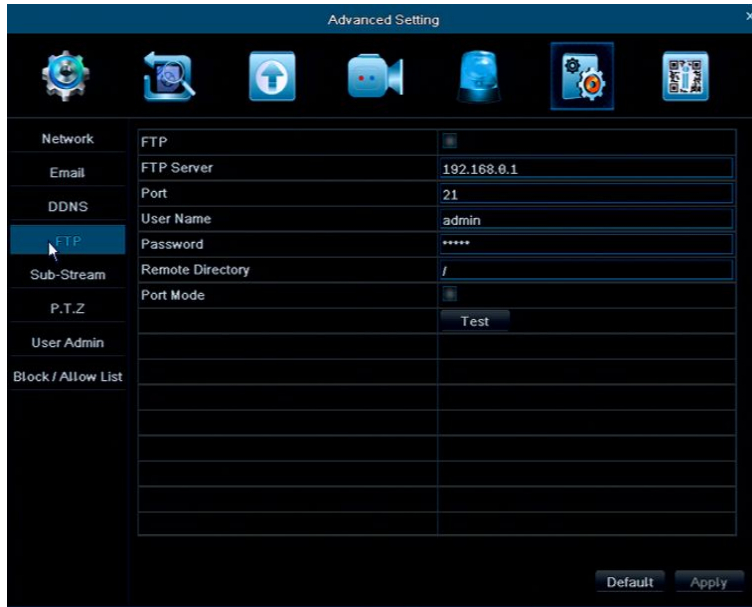 Advanced Setting
x
Network
Email
DDNS
FTP
Sub-Stream
P.T.Z
User Admin
Block / Allow List
FTP
FTP Server 192.168.0.1
Port 21
User Name admin
Password *****
Remote Directory /
Port Mode
Test
Default Apply